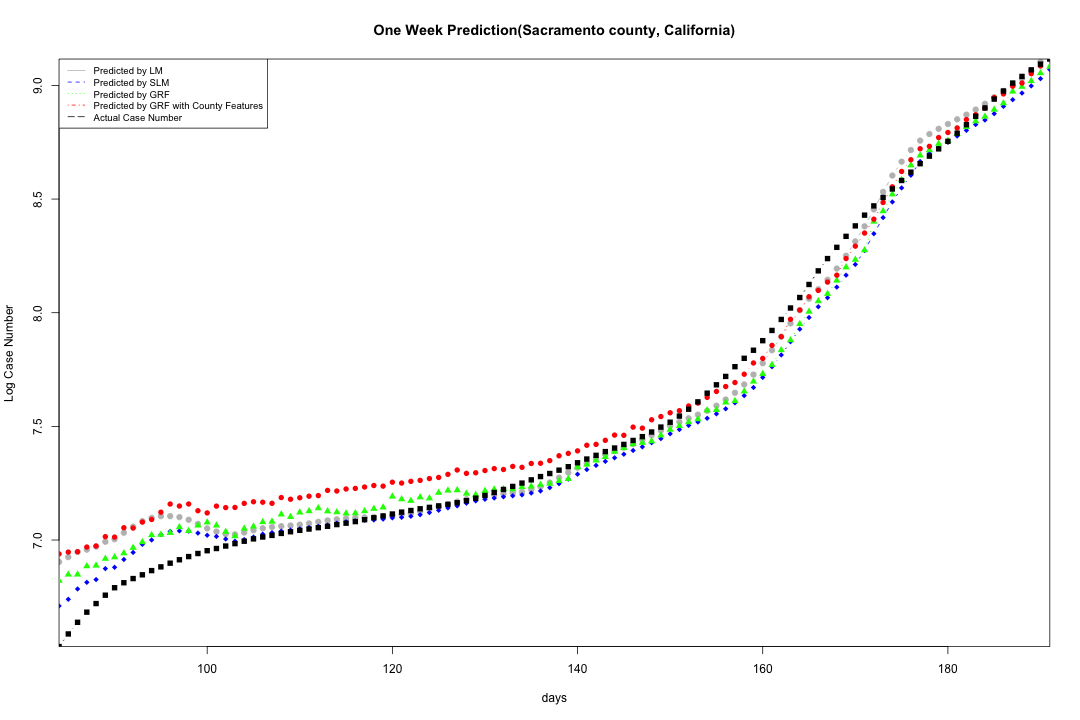 One Week Prediction(Sacramento county, California)
Predicted by LM
Predicted by SLM
Predicted by GRF
Predicted by GRF with County Features
Actual Case Number
9.0
8.5
8.0
7.5
7.0
Log Case Number
100 120 140 160 180
days